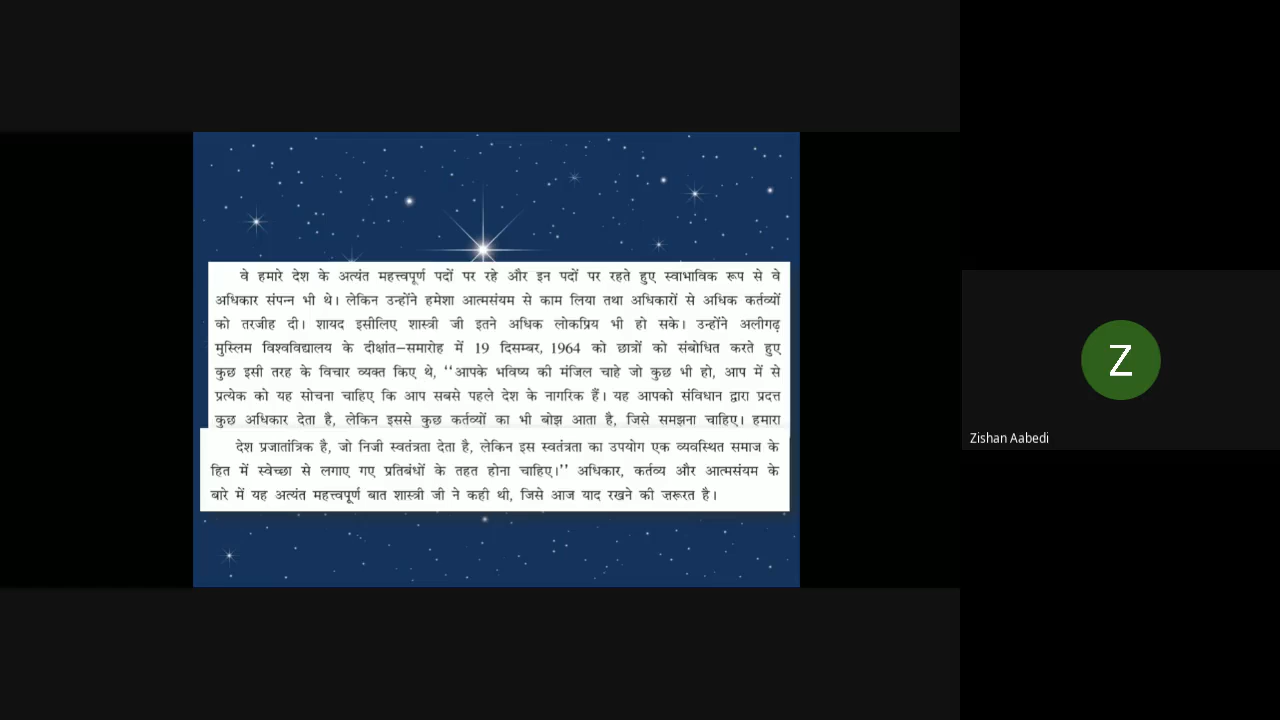 वे हमारे देश के अत्यंत महत्त्वपूर्ण पदों पर रहे और इन पदों पर रहते हुए स्वाभाविक रूप से वे
अधिकार संपन्न भी थे। लेकिन उन्होंने हमेशा आत्मसंयम से काम लिया तथा अधिकारों से अधिक कर्तव्यों
को तरजीह दी। शायद इसीलिए शास्त्री जी इतने अधिक लोकप्रिय भी हो सके। उन्होंने अलीगढ़
मुस्लिम विश्वविद्यालय के दीक्षांत–समारोह में 19 दिसम्बर, 1964 को छात्रों को संबोधित करते हुए
कुछ इसी तरह के विचार व्यक्त किए थे, ‘‘आपके भविष्य की मंजिल चाहे जो कुछ भी हो, आप में से
प्रत्येक को यह सोचना चाहिए कि आप सबसे पहले देश के नागरिक हैं। यह आपको संविधान द्वारा प्रदत्त
कुछ अधिकार देता है, लेकिन इससे कुछ कर्तव्यों का भी बोझ आता है, जिसे समझना चाहिए। हमारा
देश प्रजातांत्रिक है, जो निजी स्वतंत्रता देता है, लेकिन इस स्वतंत्रता का उपयोग एक व्यवस्थित समाज के
हित में स्वेच्छा से लगाए गए प्रतिबंधों के तहत होना चाहिए।’’ अधिकार, कर्तव्य और आत्मसंयम के
बारे में यह अत्यंत महत्त्वपूर्ण बात शास्त्री जी ने कही थी, जिसे आज याद रखने की ज़रूरत है।
Z
Zishan Aabedi